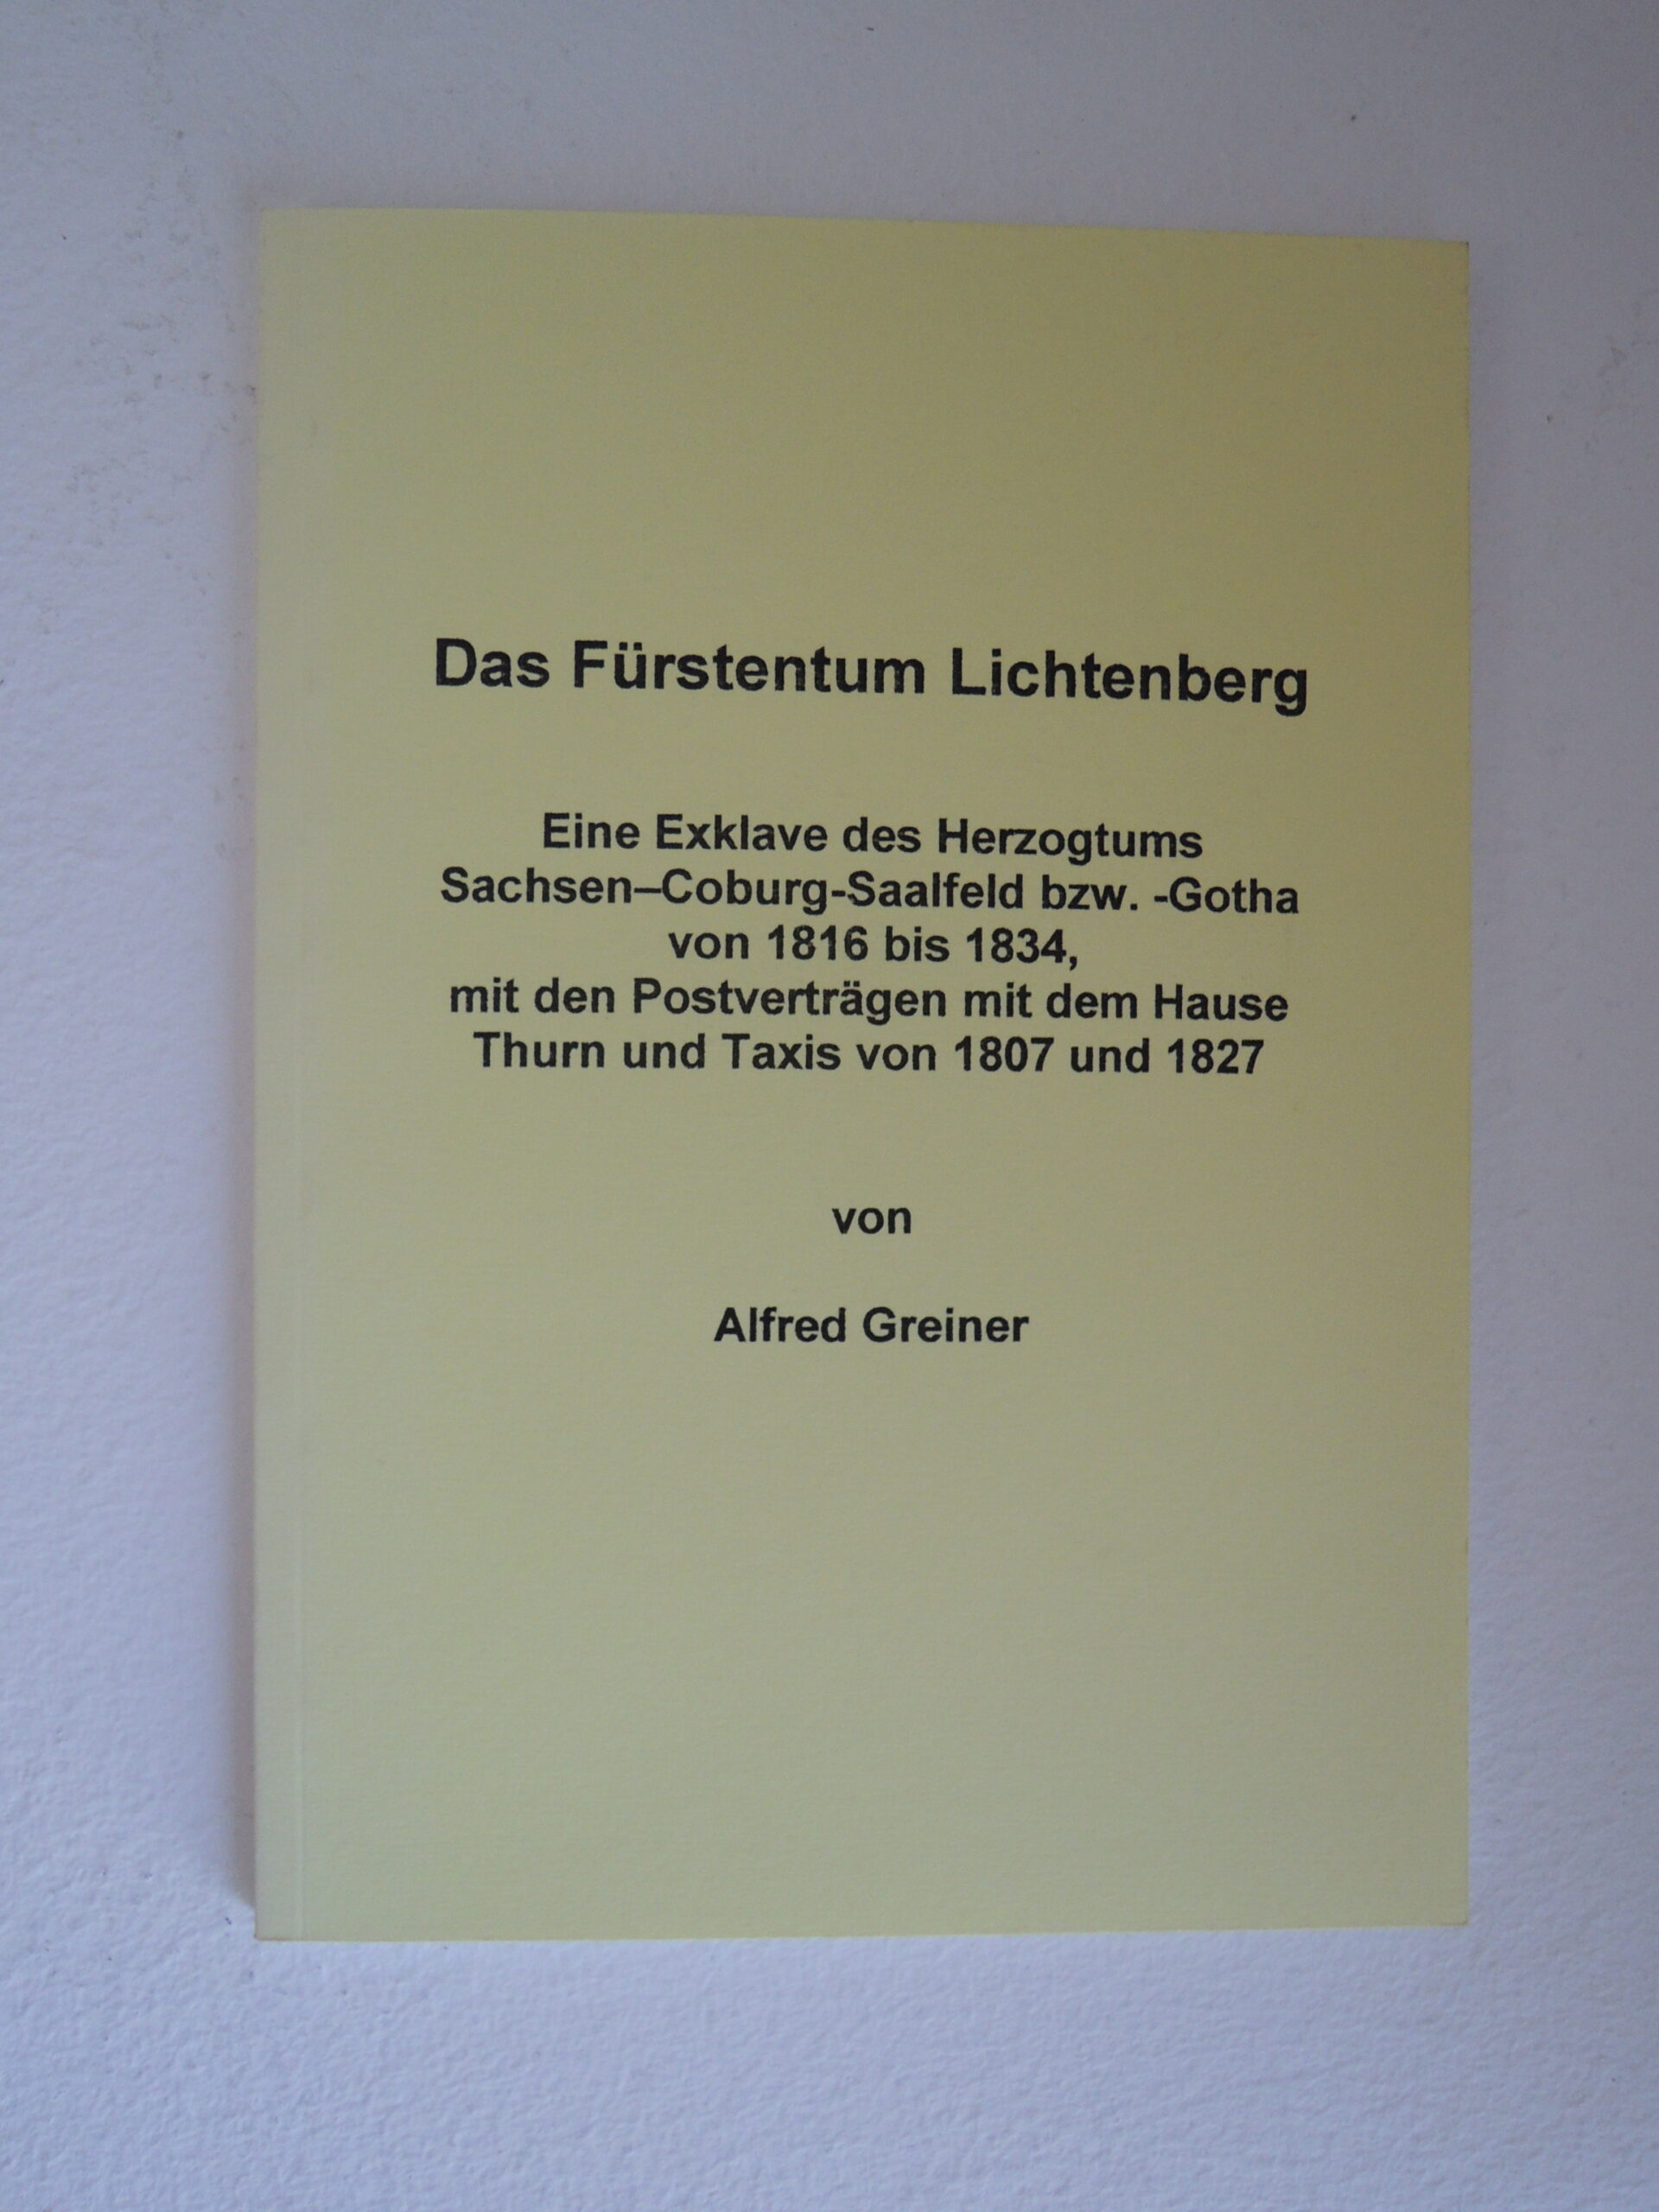 Das Fürstentum Lichtenberg
Eine Exklave des Herzogtums
Sachsen–Coburg-Saalfeld bzw. -Gotha
von 1816 bis 1834,
mit den Postverträgen mit dem Hause
Thurn und Taxis von 1807 und 1827
von
Alfred Greiner